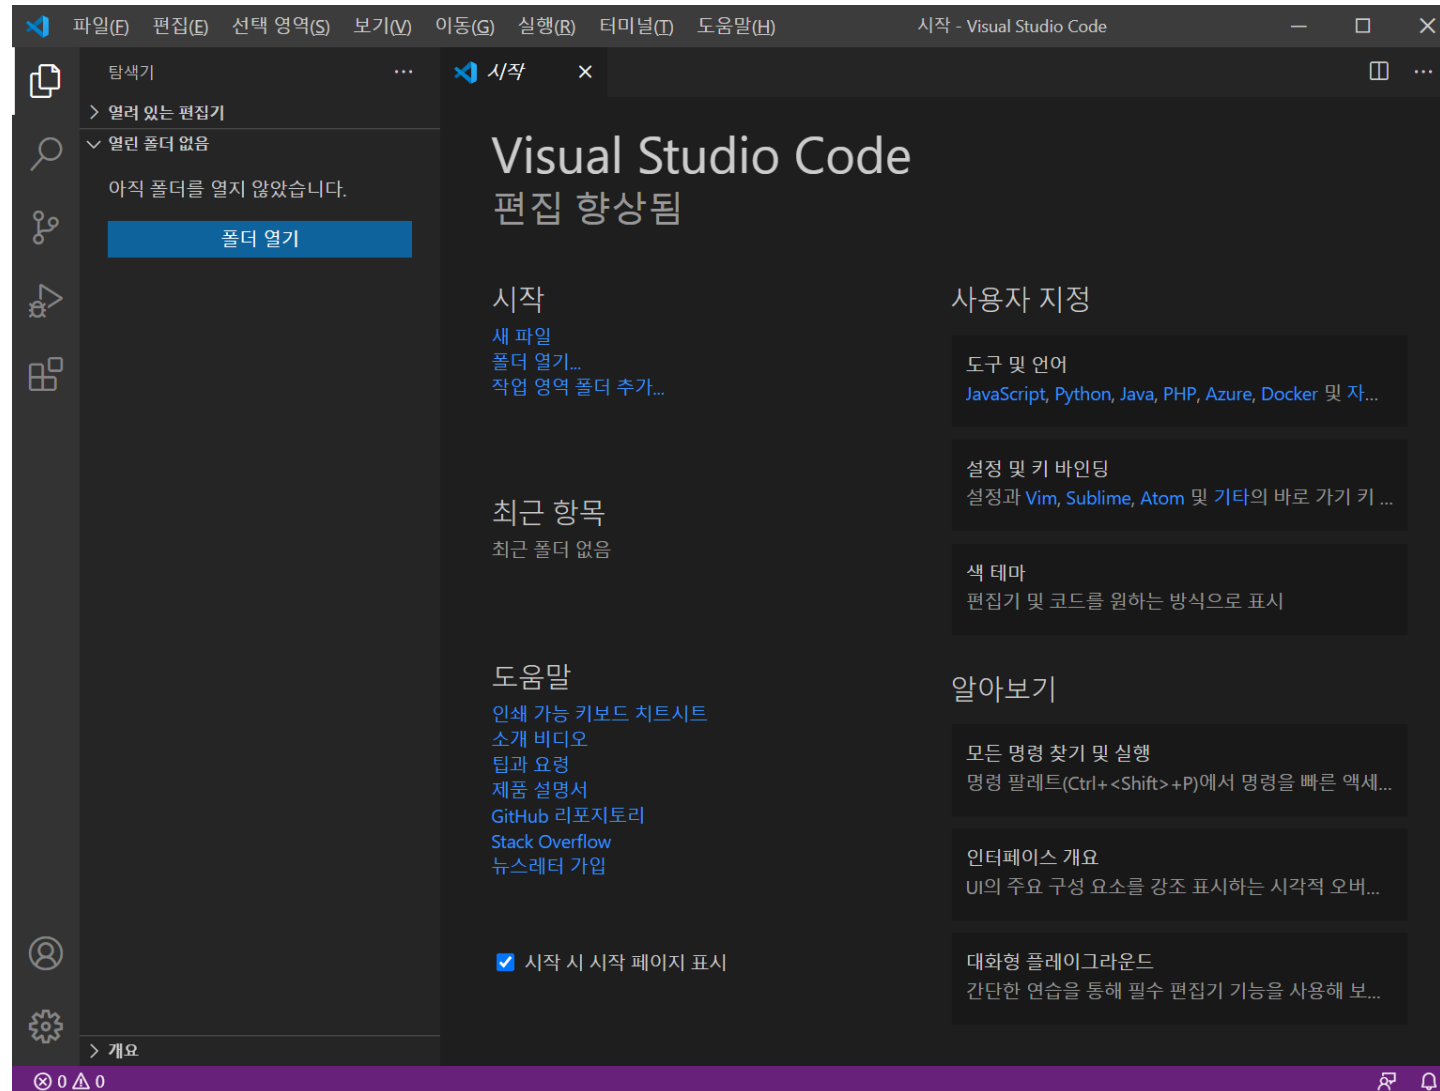 파일(F) 편집(E) 선택 영역(S) 보기(V) 이동(G) 실행(R) 터미널(T) 도움말(H) 시작 - Visual Studio Code
탐색기
시작
열려 있는 편집기
열린 폴더 없음
아직 폴더를 열지 않았습니다.
폴더 열기
Visual Studio Code
편집 향상됨
시작
새 파일
폴더 열기...
작업 영역 폴더 추가...
최근 항목
최근 폴더 없음
도움말
인쇄 가능 키보드 치트시트
소개 비디오
팁과 요령
제품 설명서
GitHub 리포지토리
Stack Overflow
뉴스레터 가입
시작 시 시작 페이지 표시
사용자 지정
도구 및 언어
JavaScript, Python, Java, PHP, Azure, Docker 및 자...
설정 및 키 바인딩
설정과 Vim, Sublime, Atom 및 기타의 바로 가기 키 ...
색 테마
편집기 및 코드를 원하는 방식으로 표시
알아보기
모든 명령 찾기 및 실행
명령 팔레트(Ctrl+<Shift>+P)에서 명령을 빠른 액세...
인터페이스 개요
UI의 주요 구성 요소를 강조 표시하는 시각적 오버...
대화형 플레이그라운드
간단한 연습을 통해 필수 편집기 기능을 사용해 보...
개요
0 0